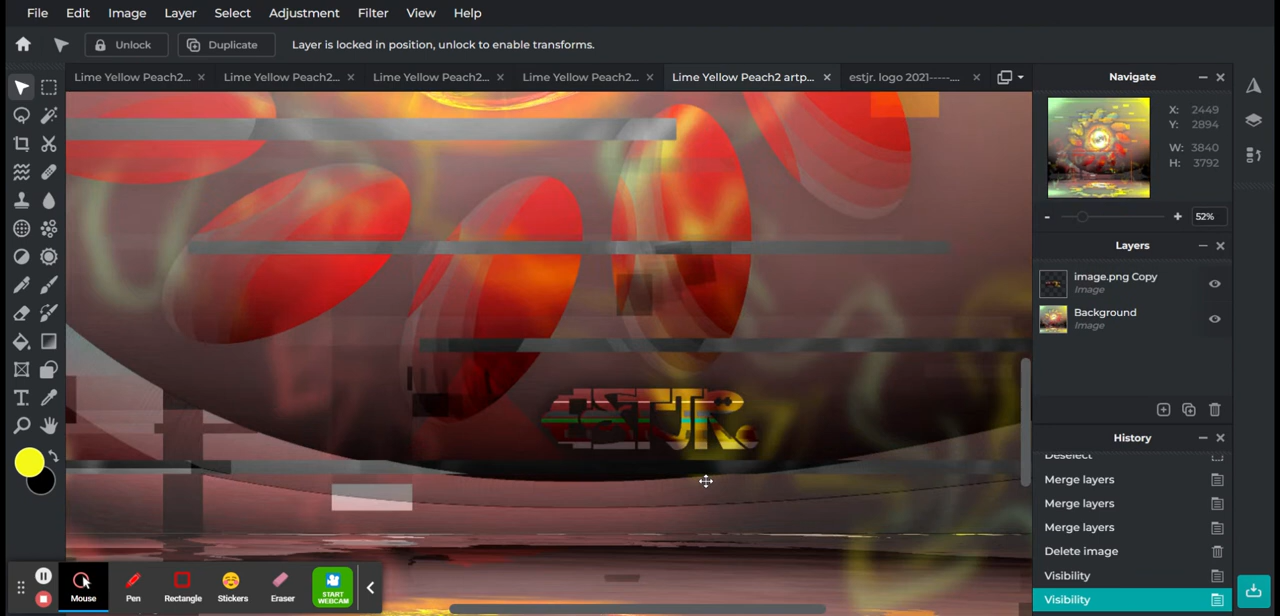 File Edit Image Layer Select Adjustment Filter View Help
Unlock Duplicate Layer is locked in position, unlock to enable transforms.
Lime Yellow Peach2... Lime Yellow Peach2... Lime Yellow Peach2... Lime Yellow Peach2... Lime Yellow Peach2 artp... estjr. logo 2021-----....
Navigate
X: 2449
Y: 2894
W: 3840
H: 3792
52%
Layers
image.png Copy
Image
Background
Image
History
Deselect
Merge layers
Merge layers
Merge layers
Delete image
Visibility
Visibility
ESTJR.
Mouse Pen Rectangle Stickers Eraser START WEBCAM